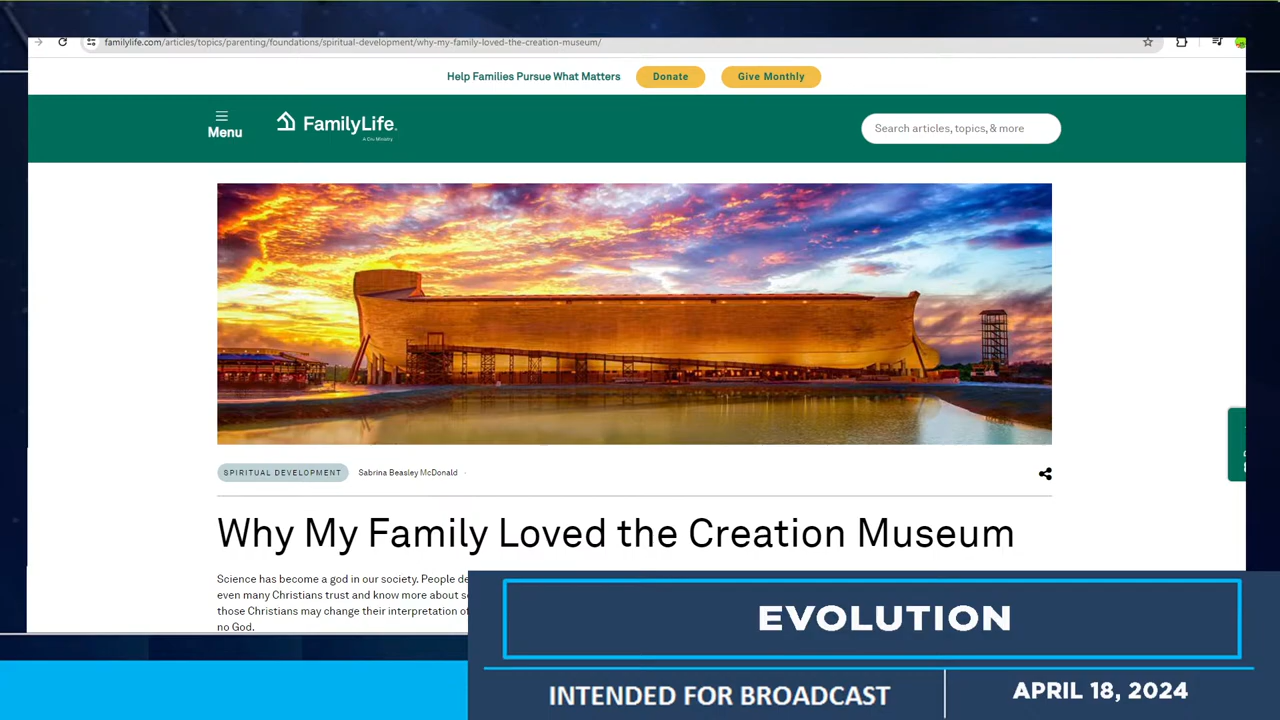 familylife.com/articles/topics/parenting/foundations/spiritual-development/why-my-family-loved-the-creation-museum/
Help Families Pursue What Matters
Donate
Give Monthly
Menu
FamilyLife
A Cru Ministry
Search articles, topics, & more
SPIRITUAL DEVELOPMENT
Sabrina Beasley McDonald
Why My Family Loved the Creation Museum
Science has become a god in our society. People
even many Christians trust and know more about
those Christians may change their interpretation
no God.
EVOLUTION
INTENDED FOR BROADCAST
APRIL 18, 2024